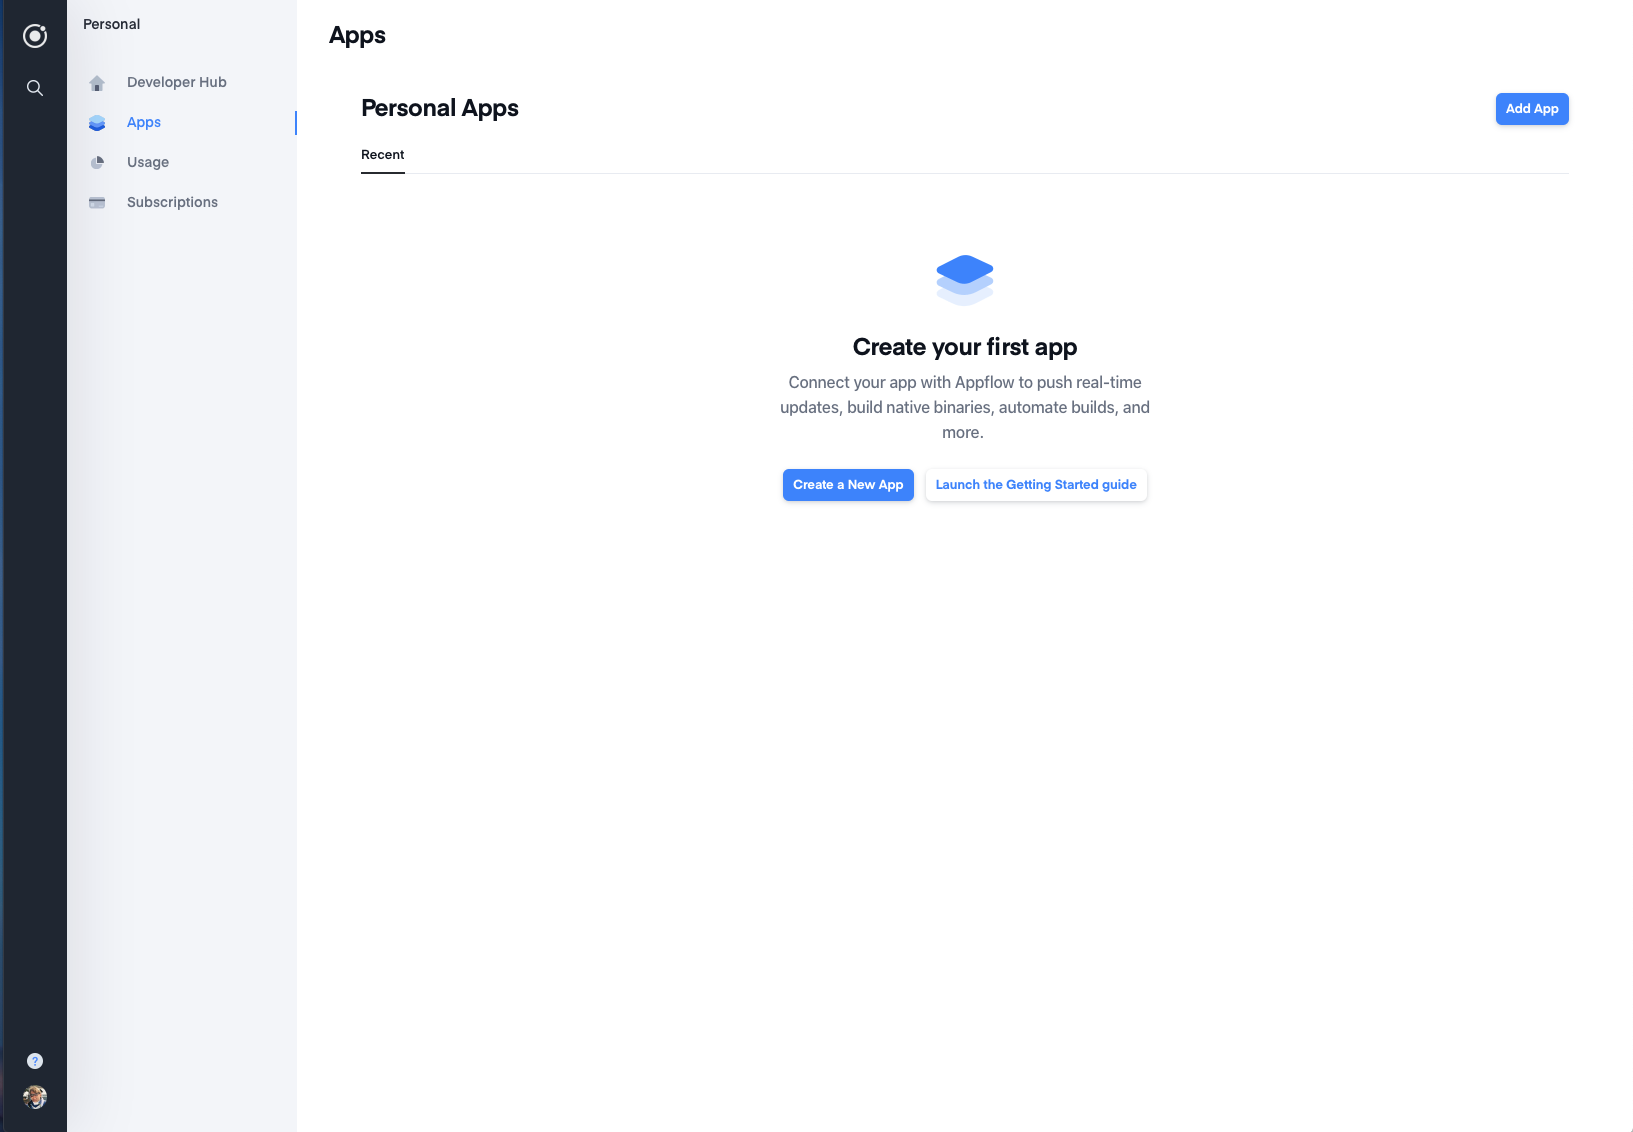 Personal
Developer Hub
Apps
Usage
Subscriptions
Apps
Personal Apps
Add App
Recent
Create your first app
Connect your app with Appflow to push real-time
updates, build native binaries, automate builds, and
more.
Create a New App
Launch the Getting Started guide
?